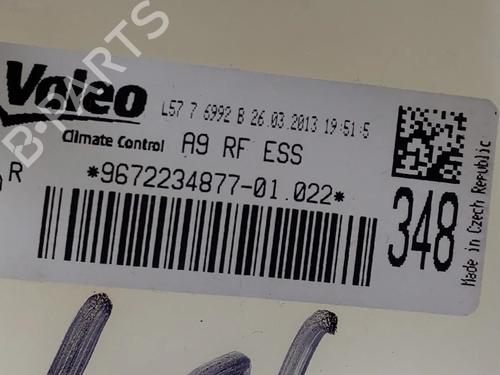 Valeo
L57 7 6992 B 26.03.2013 19:51:5
Climate Control A9 RF ESS
R
*9672234877-01.022*
348
Made in Czech Republic
B-PARTS